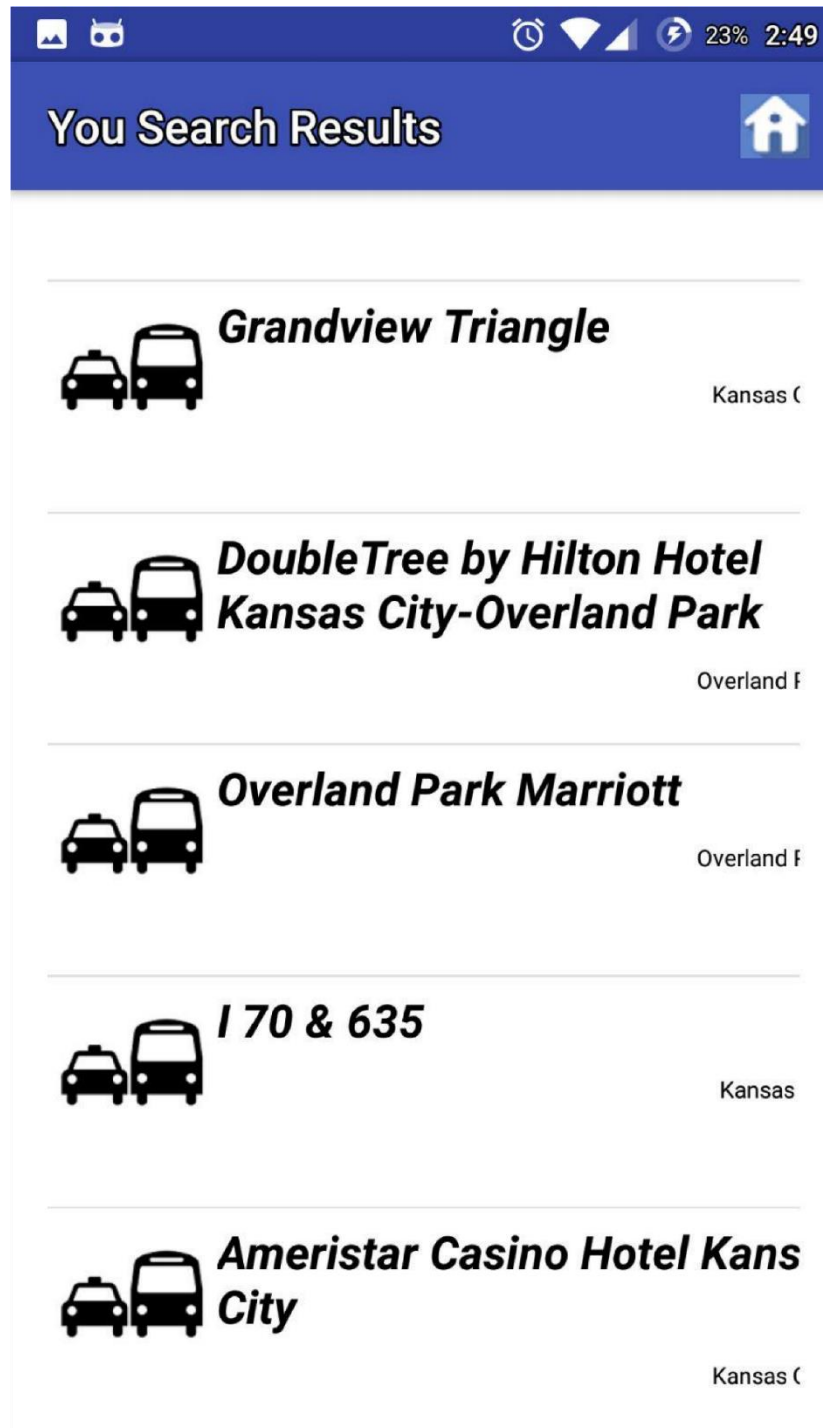 23% 2:49
You Search Results
Grandview Triangle
Kansas
DoubleTree by Hilton Hotel
Kansas City-Overland Park
Overland
Overland Park Marriott
Overland
I 70 & 635
Kansas
Ameristar Casino Hotel Kans
City
Kansas